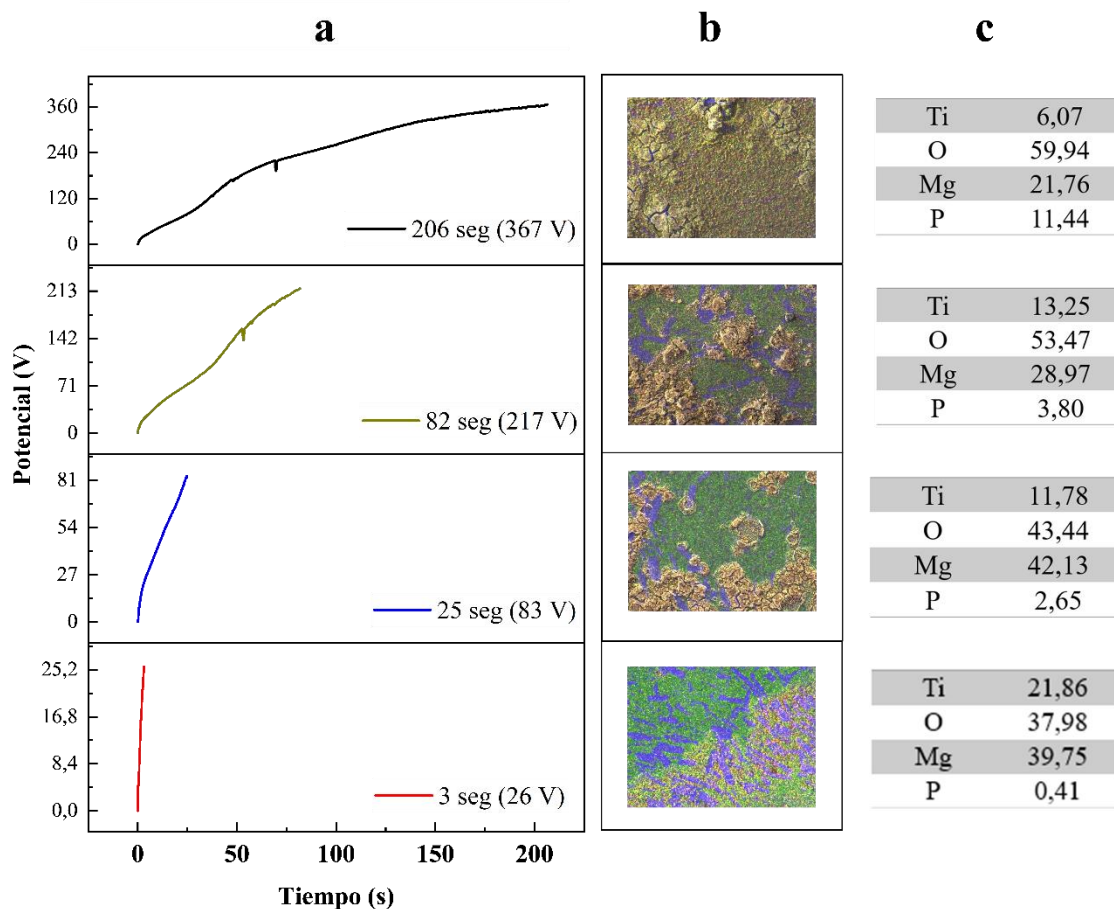 a b c
Potencial (V)
360
240
120
0
206 seg (367 V)
Ti 6,07
O 59,94
Mg 21,76
P 11,44
213
142
71
0
82 seg (217 V)
Ti 13,25
O 53,47
Mg 28,97
P 3,80
81
54
27
0
25 seg (83 V)
Ti 11,78
O 43,44
Mg 42,13
P 2,65
25,2
16,8
8,4
0,0
3 seg (26 V)
Ti 21,86
O 37,98
Mg 39,75
P 0,41
0 50 100 150 200
Tiempo (s)